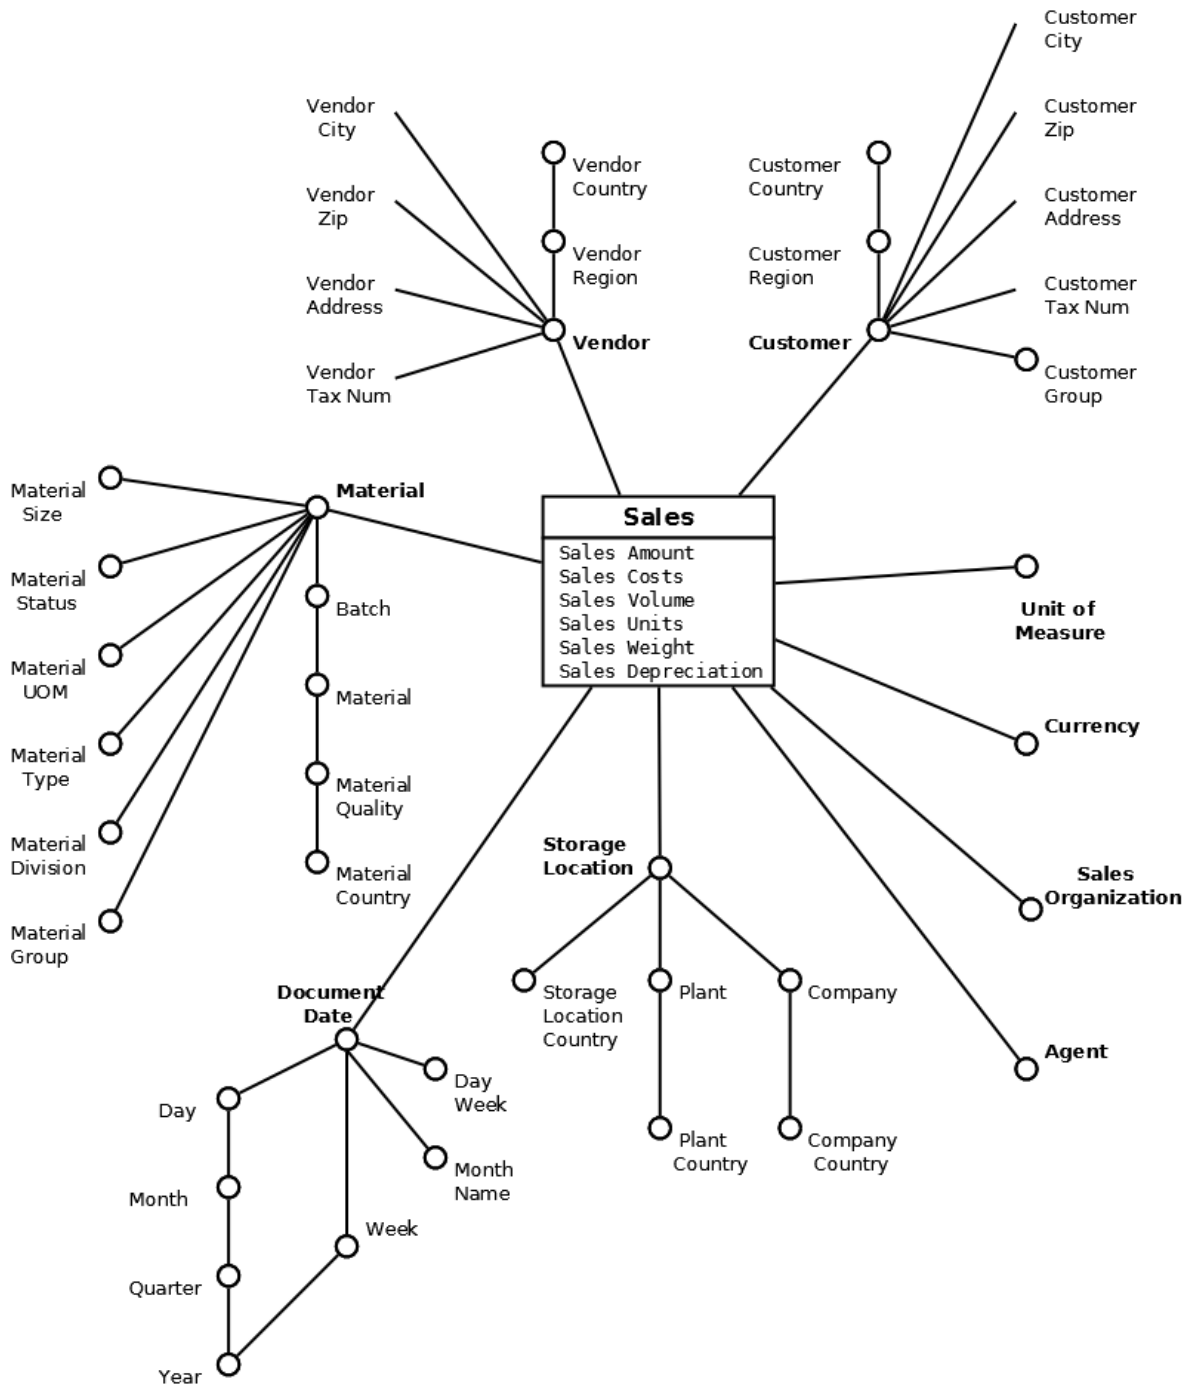 Customer
City
Vendor
City
Customer
Zip
Vendor
Country
Customer
Country
Vendor
Zip
Customer
Address
Vendor
Region
Customer
Region
Vendor
Address
Customer
Tax Num
Vendor
Customer
Vendor
Tax Num
Customer
Group
Material
Size
Material
Sales
Sales Amount
Sales Costs
Sales Volume
Sales Units
Sales Weight
Sales Depreciation
Material
Status
Batch
Unit of
Measure
Material
UOM
Material
Currency
Material
Type
Material
Quality
Material
Division
Storage
Location
Material
Country
Sales
Organization
Material
Group
Document
Date
Storage
Location
Country
Plant
Company
Agent
Day
Day
Week
Plant
Country
Company
Country
Month
Month
Name
Week
Quarter
Year